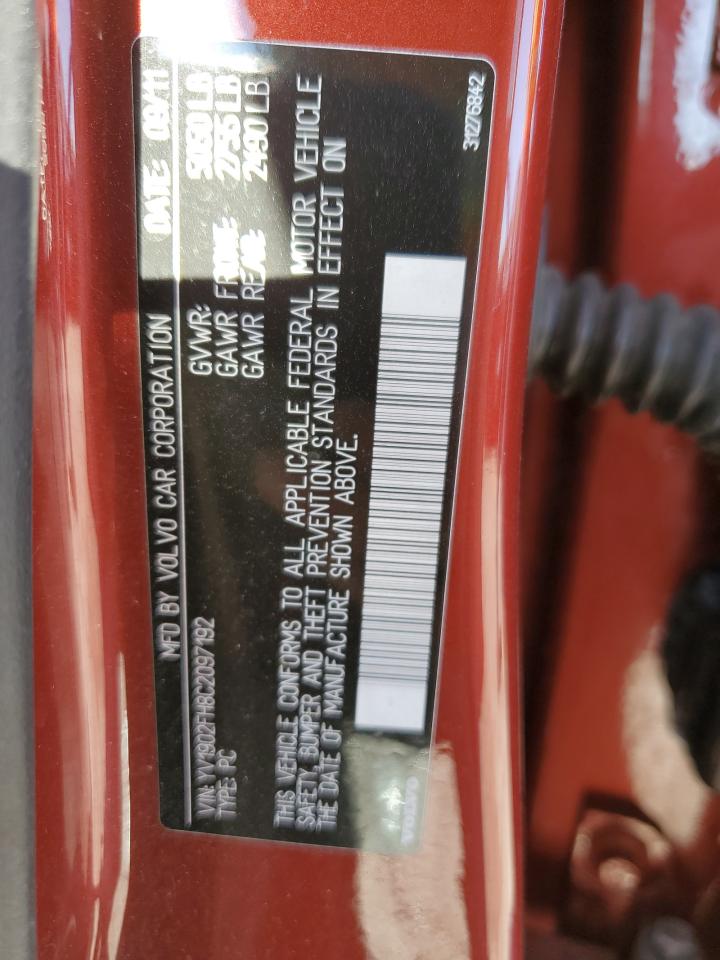 MFD BY VOLVO CAR CORPORATION DATE: 09/11
VIN: YV1902FH8C2097192 GVWR: 5050 LB
TYPE: PC GAWR FRONT: 2755 LB
GAWR REAR: 2490 LB
THIS VEHICLE CONFORMS TO ALL APPLICABLE FEDERAL MOTOR VEHICLE
SAFETY, BUMPER AND THEFT PREVENTION STANDARDS IN EFFECT ON
THE DATE OF MANUFACTURE SHOWN ABOVE.
VOLVO 31276842